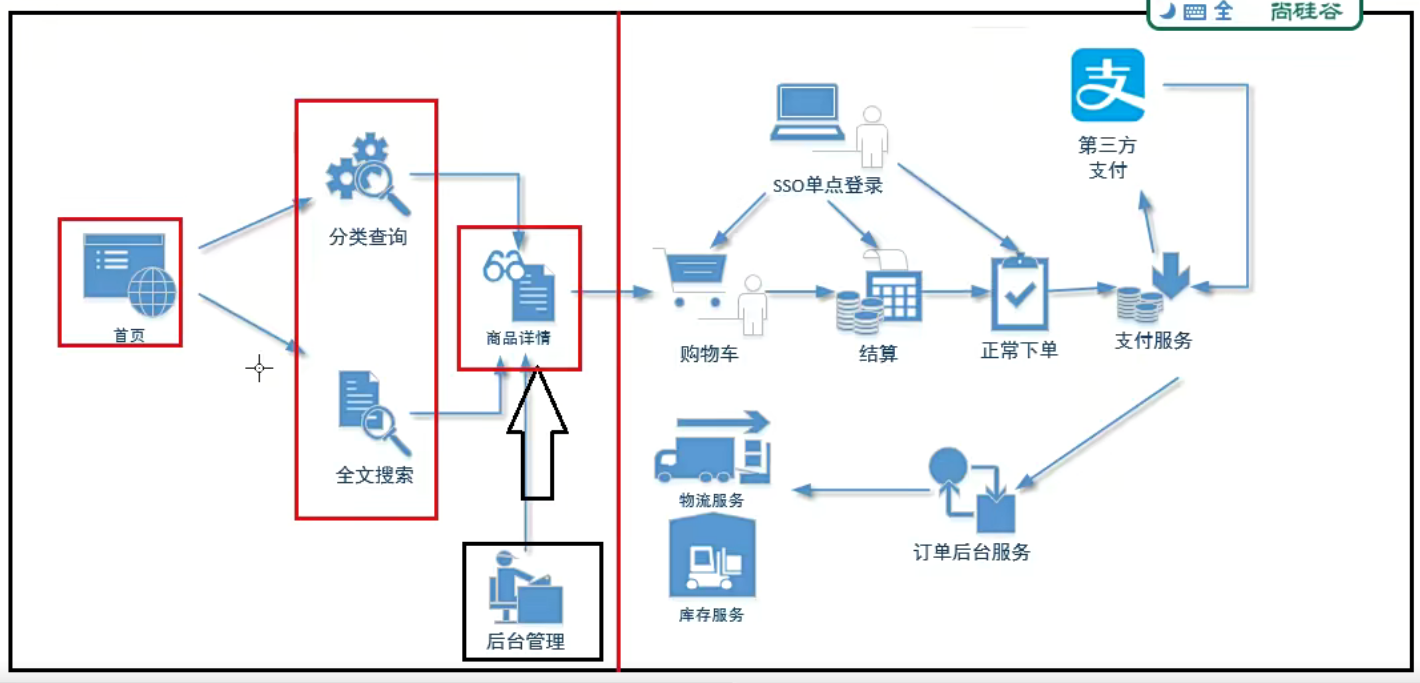 全 尚硅谷
支
第三方
支付
SSO单点登录
分类查询
首页
商品详情
购物车
结算
正常下单
支付服务
全文搜索
物流服务
订单后台服务
库存服务
后台管理